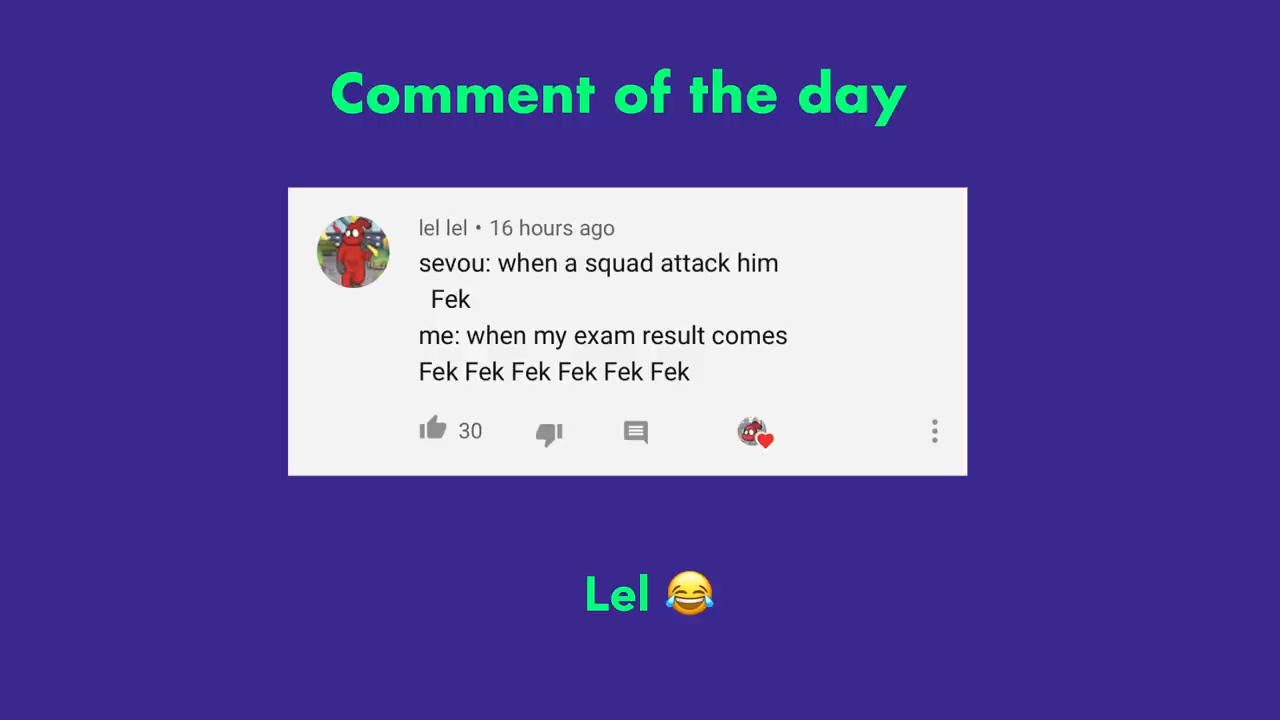 Comment of the day
lel lel • 16 hours ago
sevou: when a squad attack him
Fek
me: when my exam result comes
Fek Fek Fek Fek Fek Fek
30
Lel 😂